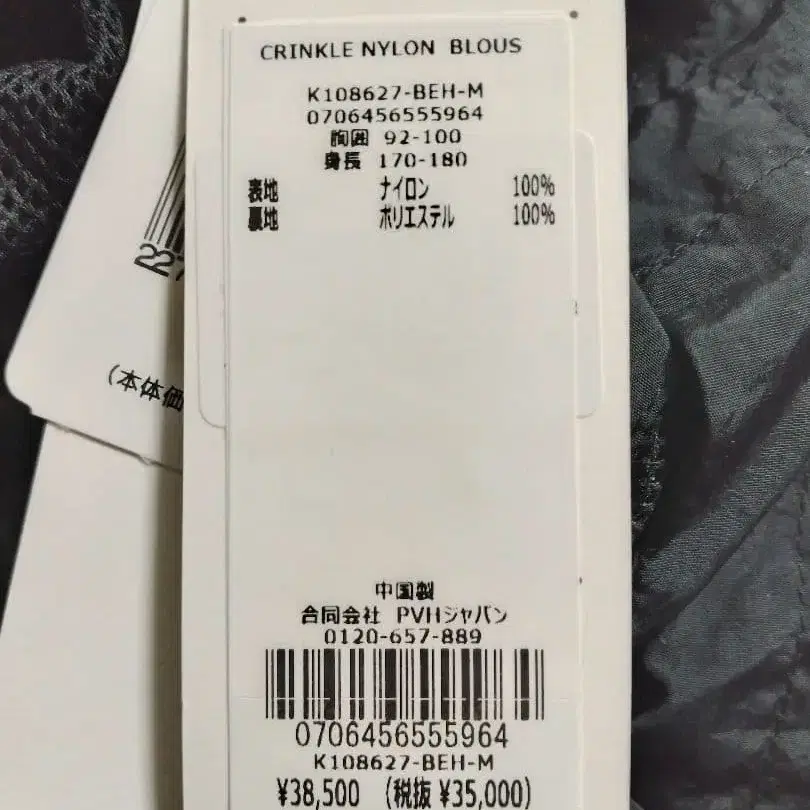 CRINKLE NYLON BLOUS
K108627-BEH-M
0706456555964
胸囲 92-100
身長 170-180
表地 ナイロン 100%
裏地 ポリエステル 100%
227
(本体価
中国製
合同会社 PVHジャパン
0120-657-889
0706456555964
K108627-BEH-M
¥38,500 (税抜 ¥35,000)